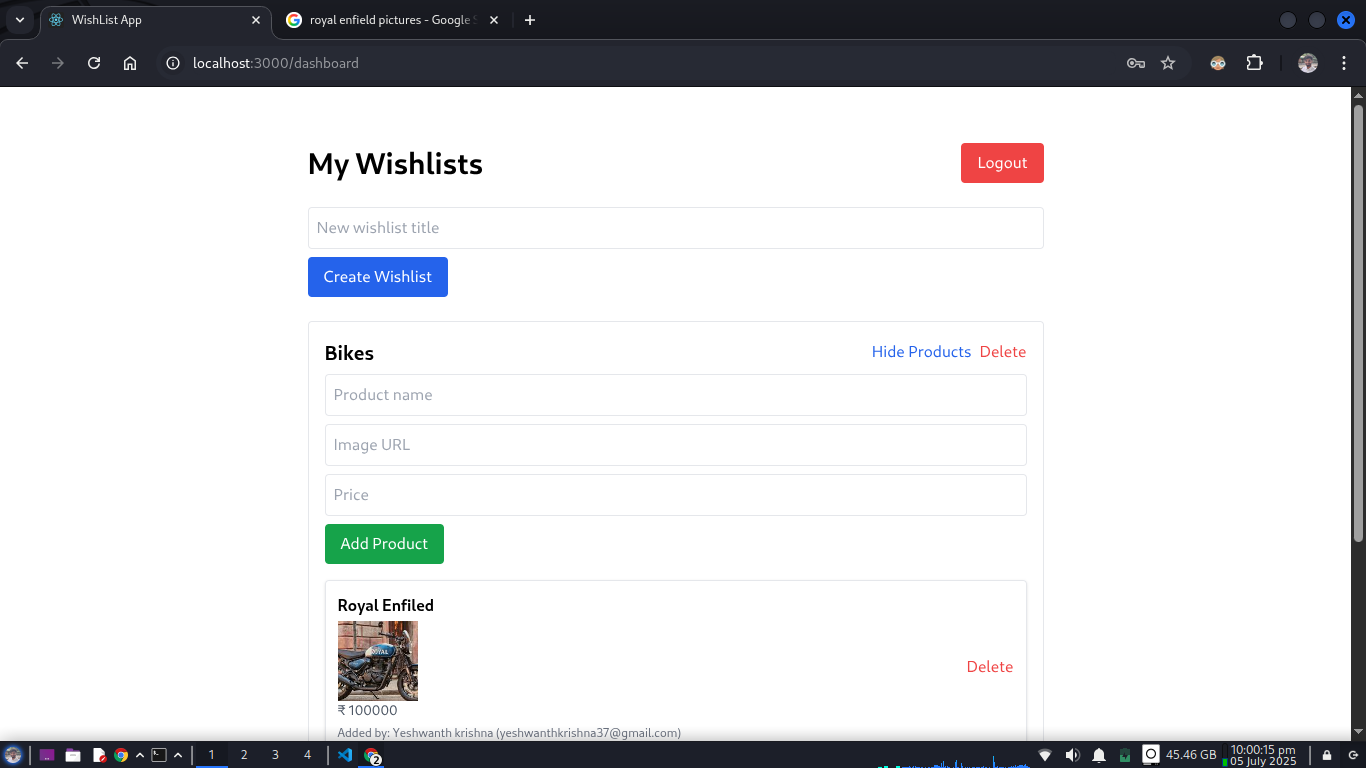 WishList App
royal enfield pictures - Google S
localhost:3000/dashboard
My Wishlists
Logout
New wishlist title
Create Wishlist
Bikes
Hide Products Delete
Product name
Image URL
Price
Add Product
Royal Enfiled
ROYAL
Delete
₹ 100000
Added by: Yeshwanth krishna (yeshwanthkrishna37@gmail.com)
1 2 3 4
2
45.46 GB
10:00:15 pm
05 July 2025